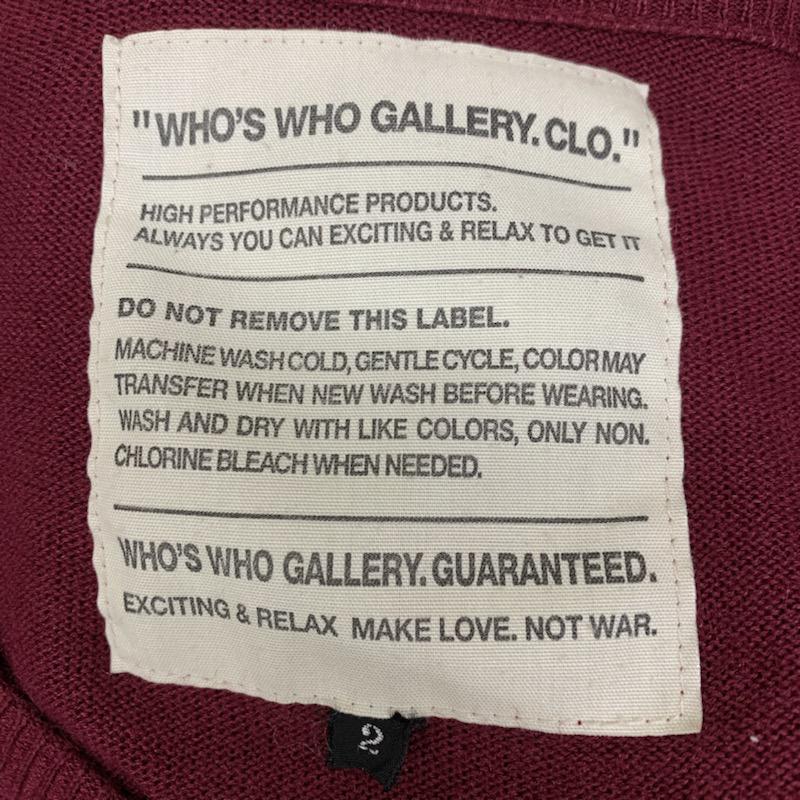 "WHO'S WHO GALLERY. CLO."
HIGH PERFORMANCE PRODUCTS.
ALWAYS YOU CAN EXCITING & RELAX TO GET IT
DO NOT REMOVE THIS LABEL.
MACHINE WASH COLD, GENTLE CYCLE, COLOR MAY
TRANSFER WHEN NEW WASH BEFORE WEARING.
WASH AND DRY WITH LIKE COLORS, ONLY NON.
CHLORINE BLEACH WHEN NEEDED.
WHO'S WHO GALLERY. GUARANTEED.
EXCITING & RELAX MAKE LOVE. NOT WAR.
2